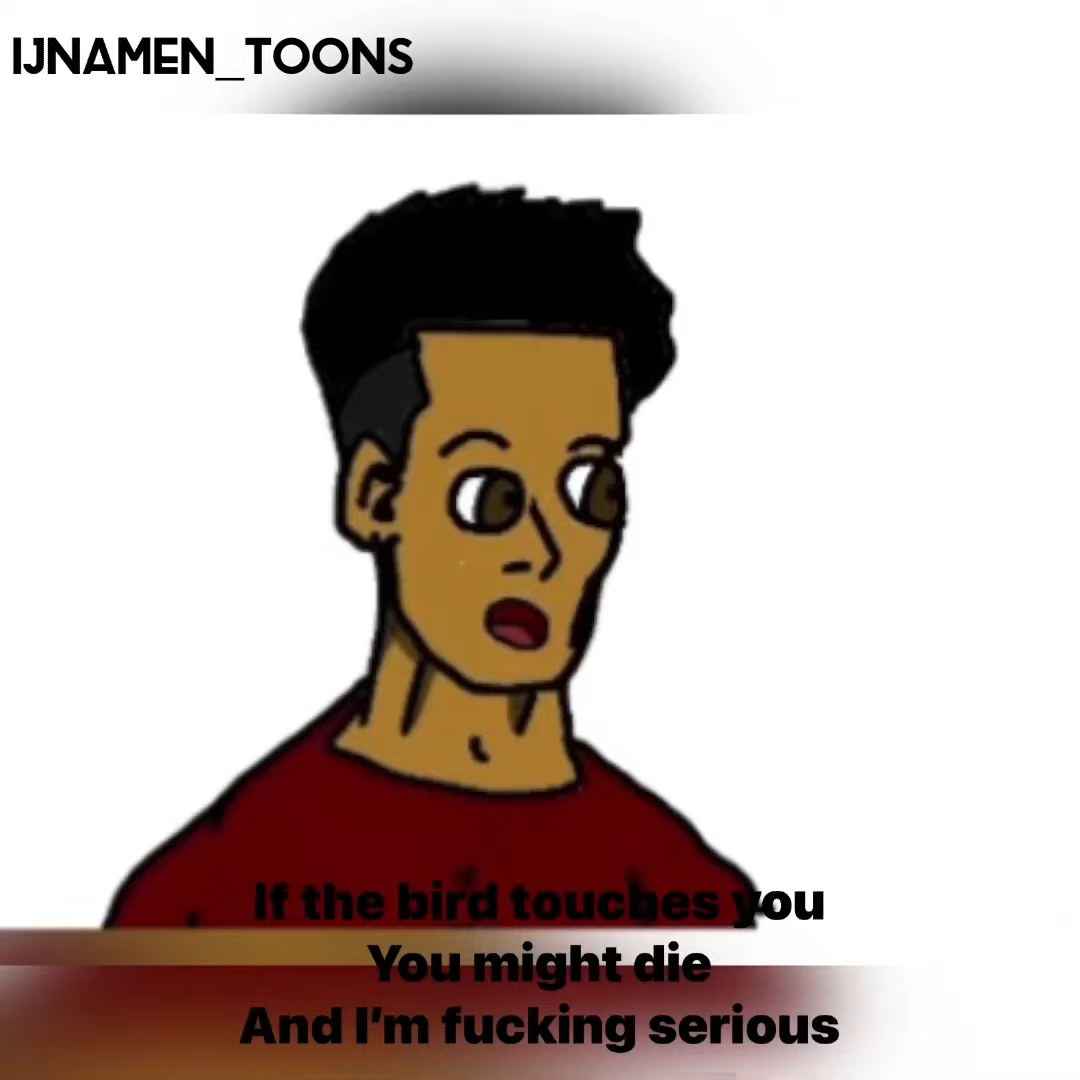 IJNAMEN_TOONS
If the bird touches you
You might die
And I’m fucking serious